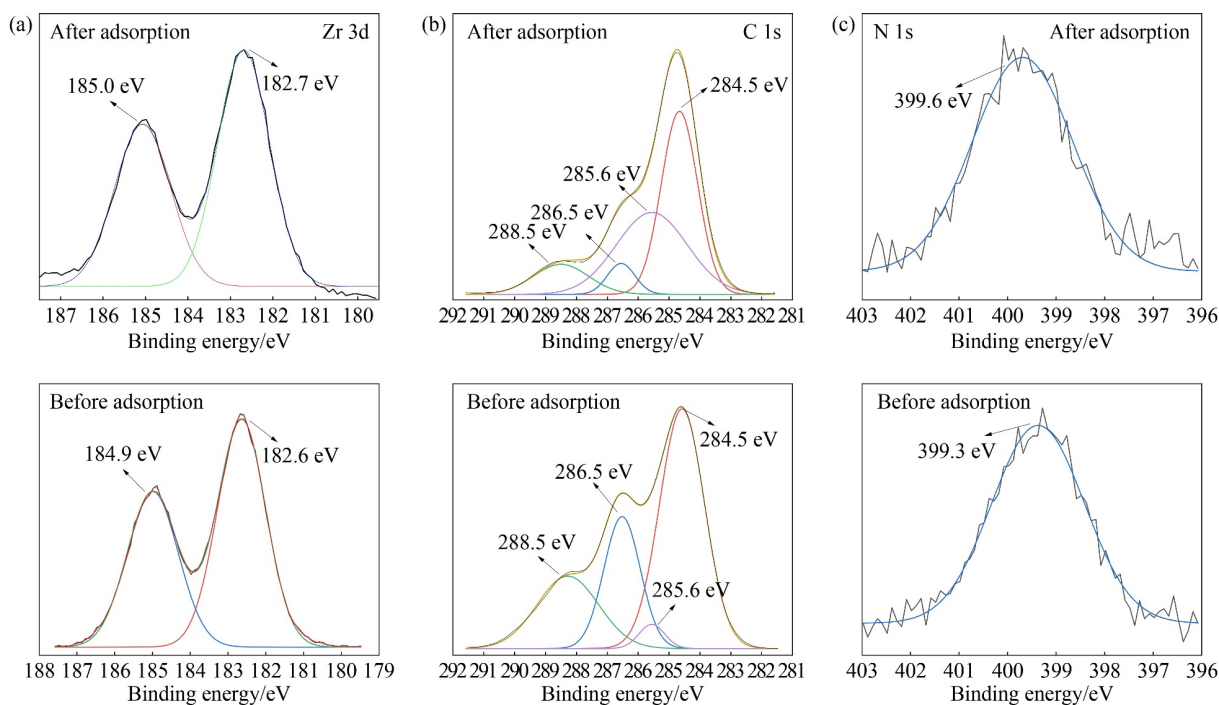 (a)
After adsorption
Zr 3d
185.0 eV
182.7 eV
187 186 185 184 183 182 181 180
Binding energy/eV
Before adsorption
184.9 eV
182.6 eV
188 187 186 185 184 183 182 181 180 179
Binding energy/eV
(b)
After adsorption
C 1s
284.5 eV
285.6 eV
286.5 eV
288.5 eV
292 291 290 289 288 287 286 285 284 283 282 281
Binding energy/eV
Before adsorption
284.5 eV
286.5 eV
288.5 eV
285.6 eV
292 291 290 289 288 287 286 285 284 283 282 281
Binding energy/eV
(c)
N 1s
After adsorption
399.6 eV
403 402 401 400 399 398 397 396
Binding energy/eV
Before adsorption
399.3 eV
403 402 401 400 399 398 397 396
Binding energy/eV